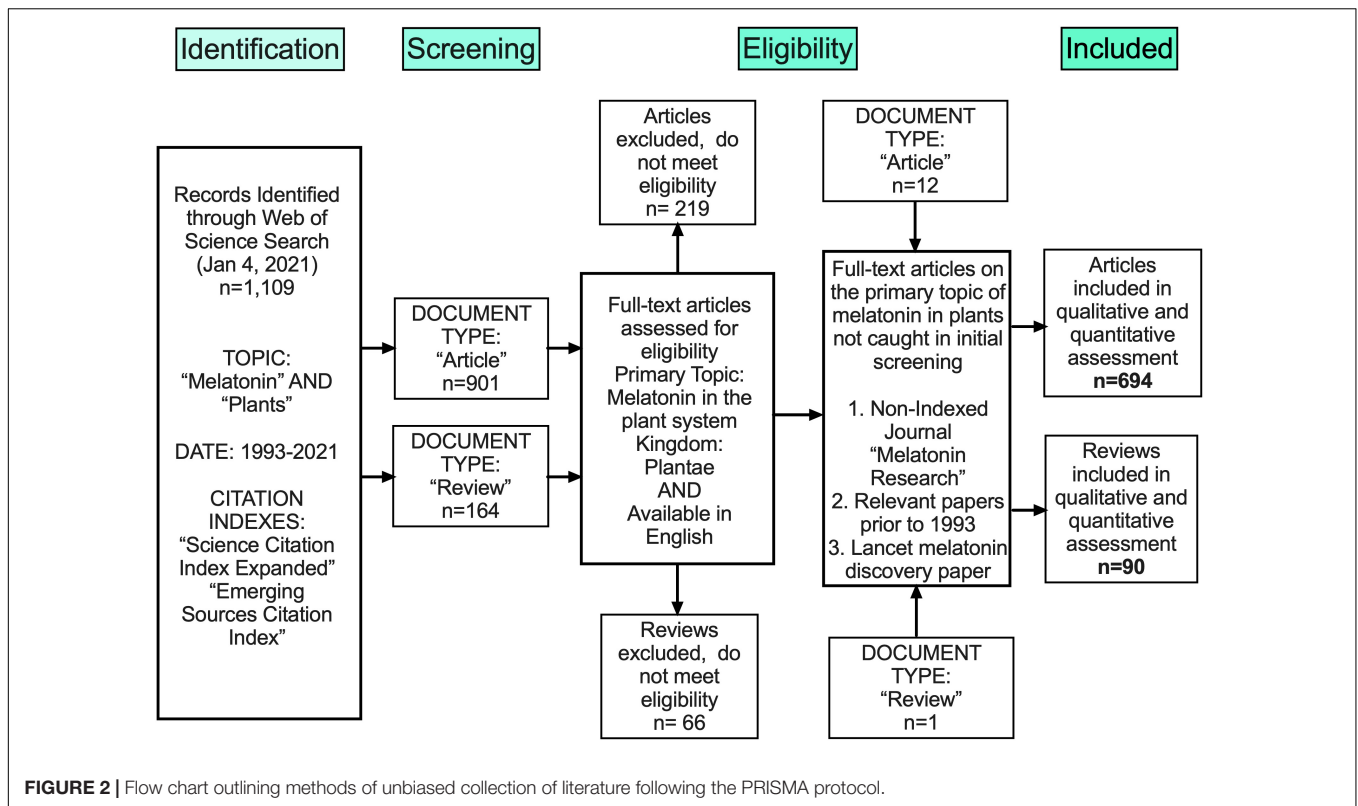 Identification
Screening
Eligibility
Included
Records Identified
through Web of
Science Search
(Jan 4, 2021)
n=1,109
TOPIC:
“Melatonin” AND
“Plants”
DATE: 1993-2021
CITATION
INDEXES:
“Science Citation
Index Expanded”
“Emerging
Sources Citation
Index”
DOCUMENT
TYPE:
“Article”
n=901
DOCUMENT
TYPE:
“Review”
n=164
Articles
excluded, do
not meet
eligibility
n= 219
Full-text articles
assessed for
eligibility
Primary Topic:
Melatonin in the
plant system
Kingdom:
Plantae
AND
Available in
English
Reviews
excluded, do
not meet
eligibility
n= 66
DOCUMENT
TYPE:
“Article”
n=12
Full-text articles on
the primary topic of
melatonin in plants
not caught in initial
screening
1. Non-Indexed
Journal
“Melatonin
Research”
2. Relevant papers
prior to 1993
3. Lancet melatonin
discovery paper
DOCUMENT
TYPE:
“Review”
n=1
Articles
included in
qualitative and
quantitative
assessment
n=694
Reviews
included in
qualitative and
quantitative
assessment
n=90
FIGURE 2 | Flow chart outlining methods of unbiased collection of literature following the PRISMA protocol.